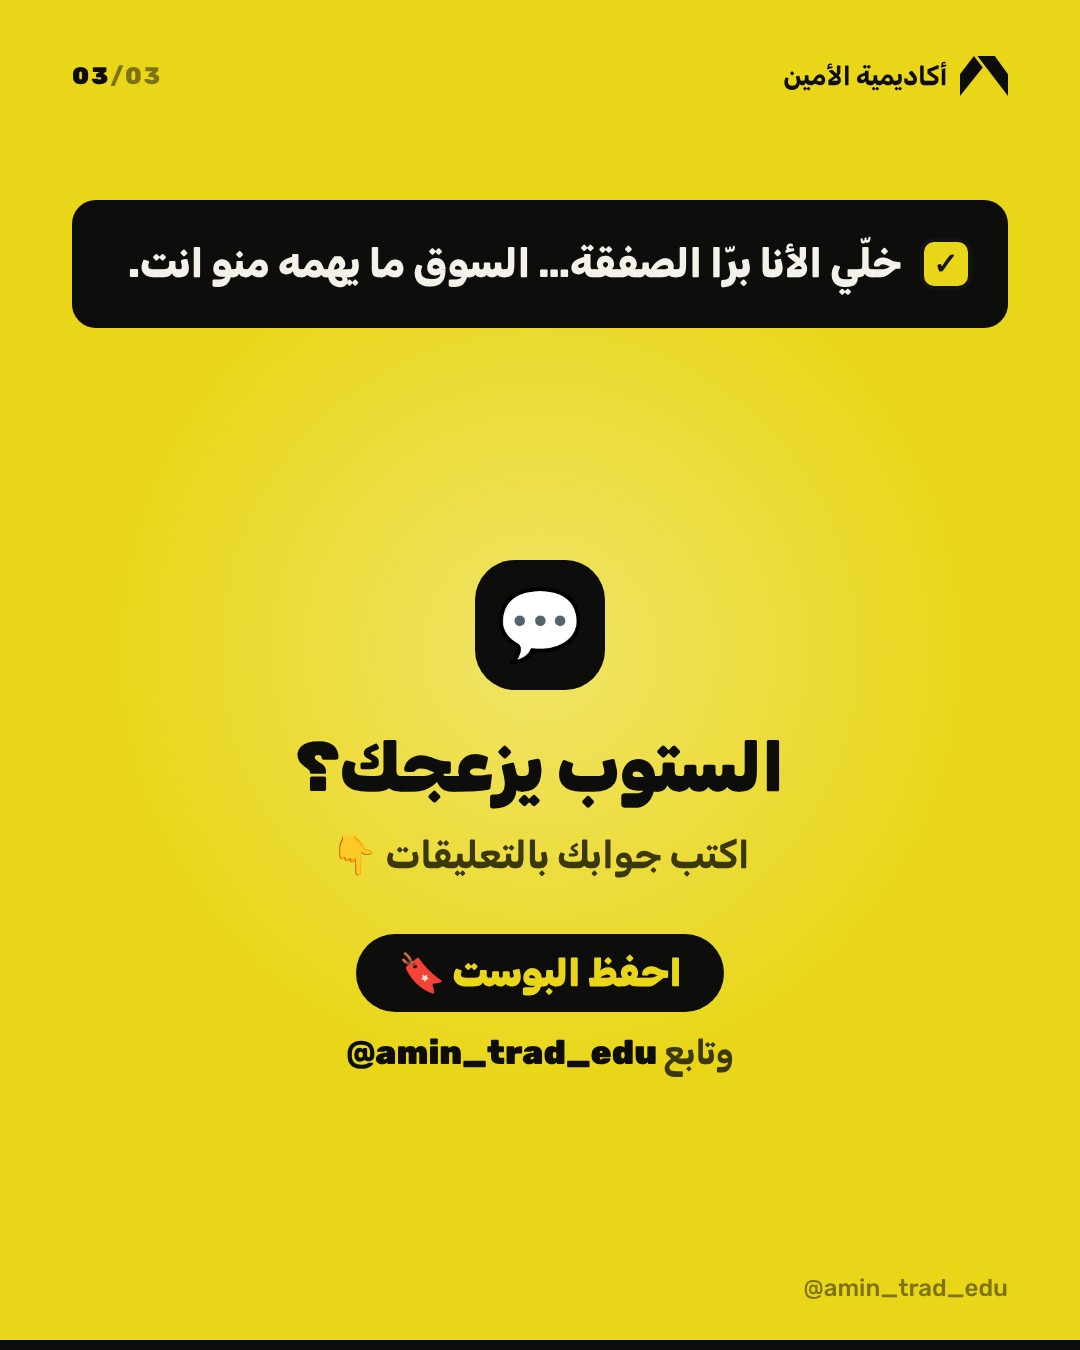 أكاديمية الأمين
03/03
✓ خلّي الأنا برّا الصفقة... السوق ما يهمه منو انت.
الستوب يزعجك؟
اكتب جوابك بالتعليقات 👇
احفظ البوست 🔖
وتابع @amin_trad_edu
@amin_trad_edu